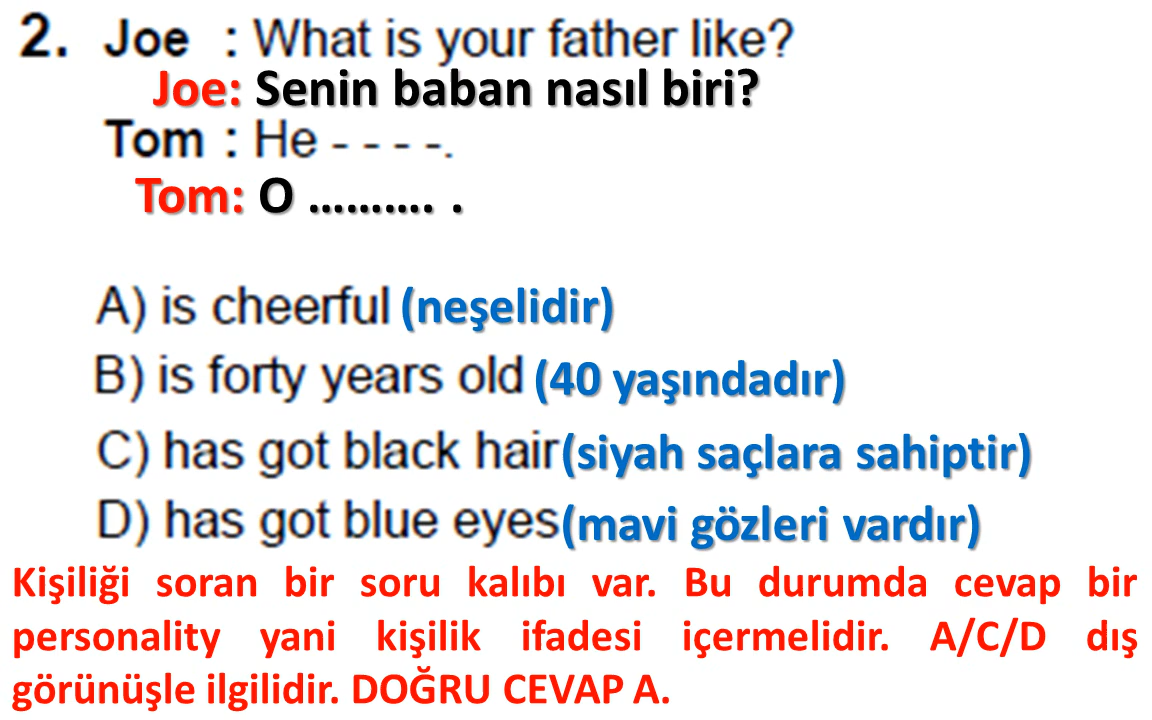 2. Joe : What is your father like?
Joe: Senin baban nasıl biri?
Tom : He - - - -.
Tom: O .......... .
A) is cheerful (neşelidir)
B) is forty years old (40 yaşındadır)
C) has got black hair(siyah saçlara sahiptir)
D) has got blue eyes(mavi gözleri vardır)
Kişiliği soran bir soru kalıbı var. Bu durumda cevap bir
personality yani kişilik ifadesi içermelidir. A/C/D dış
görünüşle ilgilidir. DOĞRU CEVAP A.